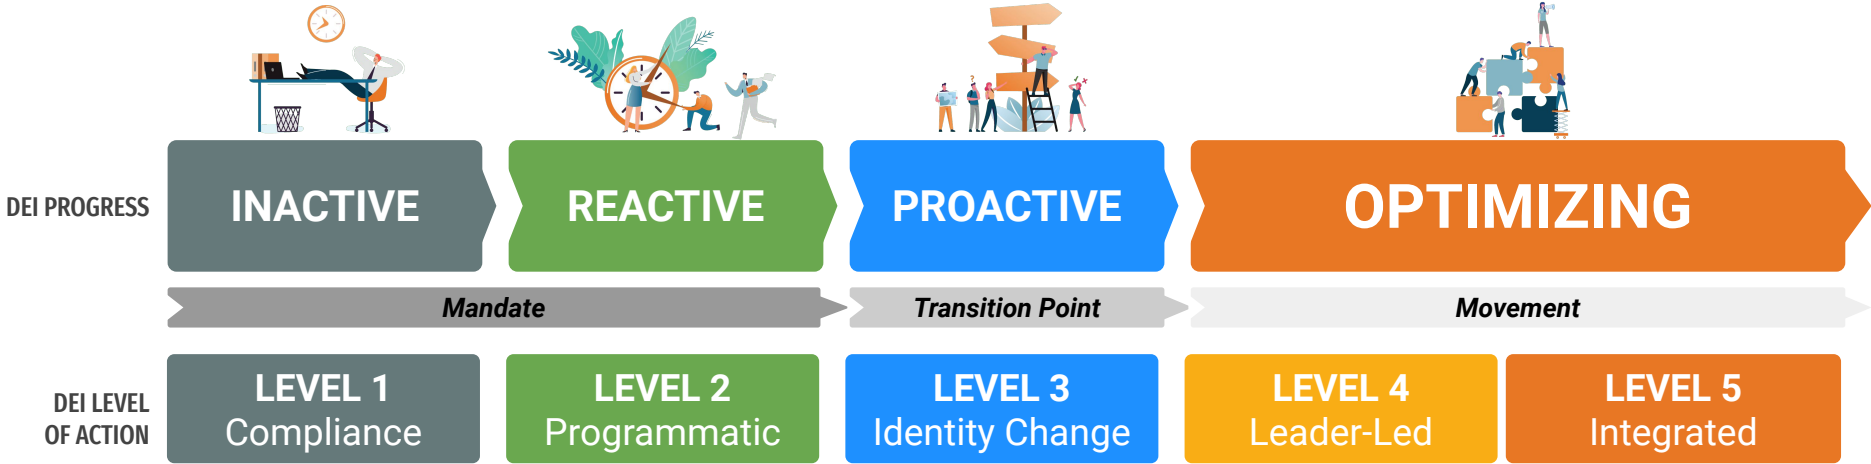 DEI PROGRESS
INACTIVE
REACTIVE
PROACTIVE
OPTIMIZING
Mandate
Transition Point
Movement
DEI LEVEL
OF ACTION
LEVEL 1
Compliance
LEVEL 2
Programmatic
LEVEL 3
Identity Change
LEVEL 4
Leader-Led
LEVEL 5
Integrated